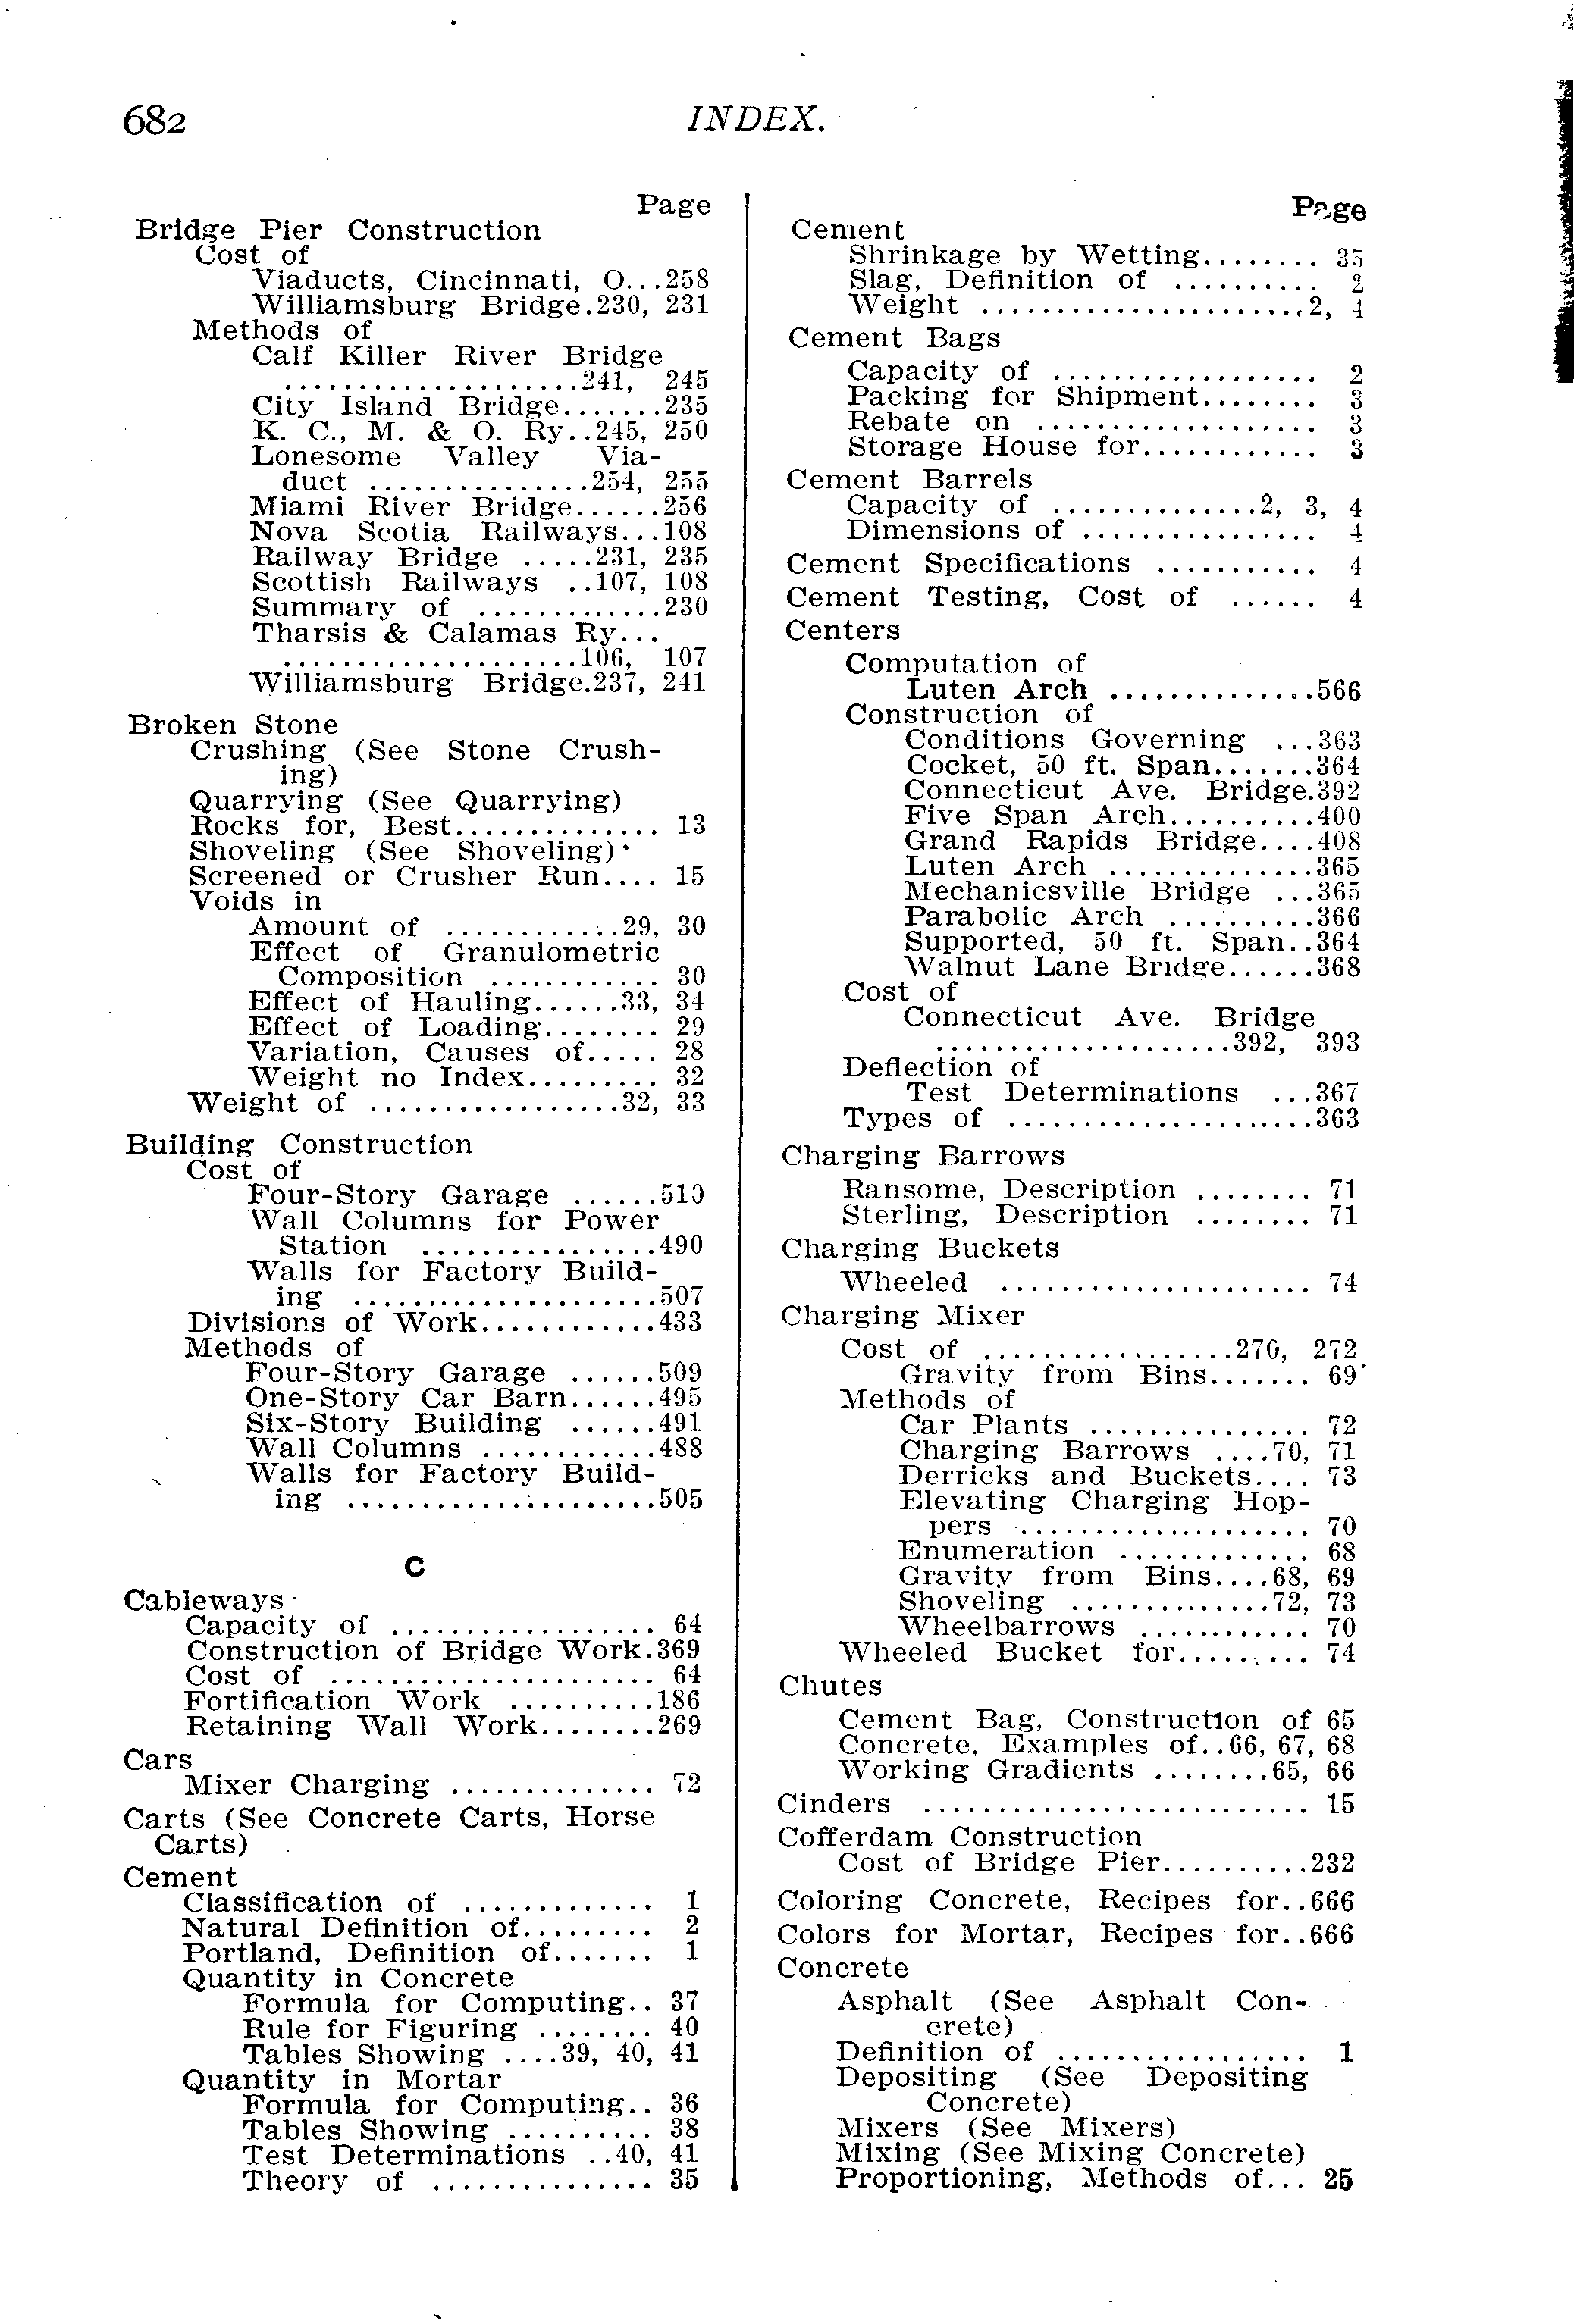 682
INDEX.
Page
Bridge Pier Construction
Cost of
Viaducts, Cincinnati, O...258
Williamsburg Bridge.230, 231
Methods of
Calf Killer River Bridge
....................241, 245
City Island Bridge.......235
K. C., M. & O. Ry..245, 250
Lonesome Valley Via-
duct ...............254, 255
Miami River Bridge......256
Nova Scotia Railways...108
Railway Bridge .....231, 235
Scottish Railways ..107, 108
Summary of .............230
Tharsis & Calamas Ry...
....................106, 107
Williamsburg Bridge.237, 241
Broken Stone
Crushing (See Stone Crush-
ing)
Quarrying (See Quarrying)
Rocks for, Best.............. 13
Shoveling (See Shoveling)
Screened or Crusher Run.... 15
Voids in
Amount of ............29, 30
Effect of Granulometric
Composition ............ 30
Effect of Hauling......33, 34
Effect of Loading........ 29
Variation, Causes of..... 28
Weight no Index......... 32
Weight of .................32, 33
Building Construction
Cost of
Four-Story Garage ......510
Wall Columns for Power
Station ................490
Walls for Factory Build-
ing .....................507
Divisions of Work............433
Methods of
Four-Story Garage ......509
One-Story Car Barn......495
Six-Story Building ......491
Wall Columns ............488
Walls for Factory Build-
ing .....................505
C
Cableways
Capacity of .................. 64
Construction of Bridge Work.369
Cost of ...................... 64
Fortification Work ..........186
Retaining Wall Work........269
Cars
Mixer Charging .............. 72
Carts (See Concrete Carts, Horse
Carts)
Cement
Classification of ............. 1
Natural Definition of......... 2
Portland, Definition of....... 1
Quantity in Concrete
Formula for Computing.. 37
Rule for Figuring ........ 40
Tables Showing ....39, 40, 41
Quantity in Mortar
Formula for Computing.. 36
Tables Showing .......... 38
Test Determinations ..40, 41
Theory of ............... 35
Page
Cement
Shrinkage by Wetting........ 35
Slag, Definition of .......... 2
Weight ......................2, 4
Cement Bags
Capacity of .................. 2
Packing for Shipment........ 3
Rebate on ................... 3
Storage House for............ 3
Cement Barrels
Capacity of ..............2, 3, 4
Dimensions of ................ 4
Cement Specifications ........... 4
Cement Testing, Cost of ...... 4
Centers
Computation of
Luten Arch ..............566
Construction of
Conditions Governing ...363
Cocket, 50 ft. Span.......364
Connecticut Ave. Bridge.392
Five Span Arch..........400
Grand Rapids Bridge....408
Luten Arch ..............365
Mechanicsville Bridge ...365
Parabolic Arch ..........366
Supported, 50 ft. Span..364
Walnut Lane Bridge......368
Cost of
Connecticut Ave. Bridge
....................392, 393
Deflection of
Test Determinations ...367
Types of .....................363
Charging Barrows
Ransome, Description ........ 71
Sterling, Description ........ 71
Charging Buckets
Wheeled ..................... 74
Charging Mixer
Cost of .................270, 272
Gravity from Bins....... 69
Methods of
Car Plants ............... 72
Charging Barrows ....70, 71
Derricks and Buckets.... 73
Elevating Charging Hop-
pers .................... 70
Enumeration ............. 68
Gravity from Bins....68, 69
Shoveling ..............72, 73
Wheelbarrows ............ 70
Wheeled Bucket for......... 74
Chutes
Cement Bag, Construction of 65
Concrete, Examples of..66, 67, 68
Working Gradients ........65, 66
Cinders .......................... 15
Cofferdam Construction
Cost of Bridge Pier..........232
Coloring Concrete, Recipes for..666
Colors for Mortar, Recipes for..666
Concrete
Asphalt (See Asphalt Con-
crete)
Definition of ................. 1
Depositing (See Depositing
Concrete)
Mixers (See Mixers)
Mixing (See Mixing Concrete)
Proportioning, Methods of... 25